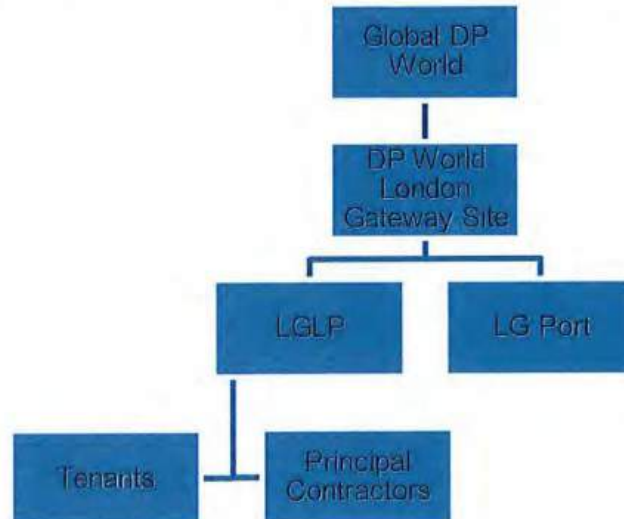 Global DP
World
DP World
London
Gateway Site
LGLP
LG Port
Tenants
Principal
Contractors